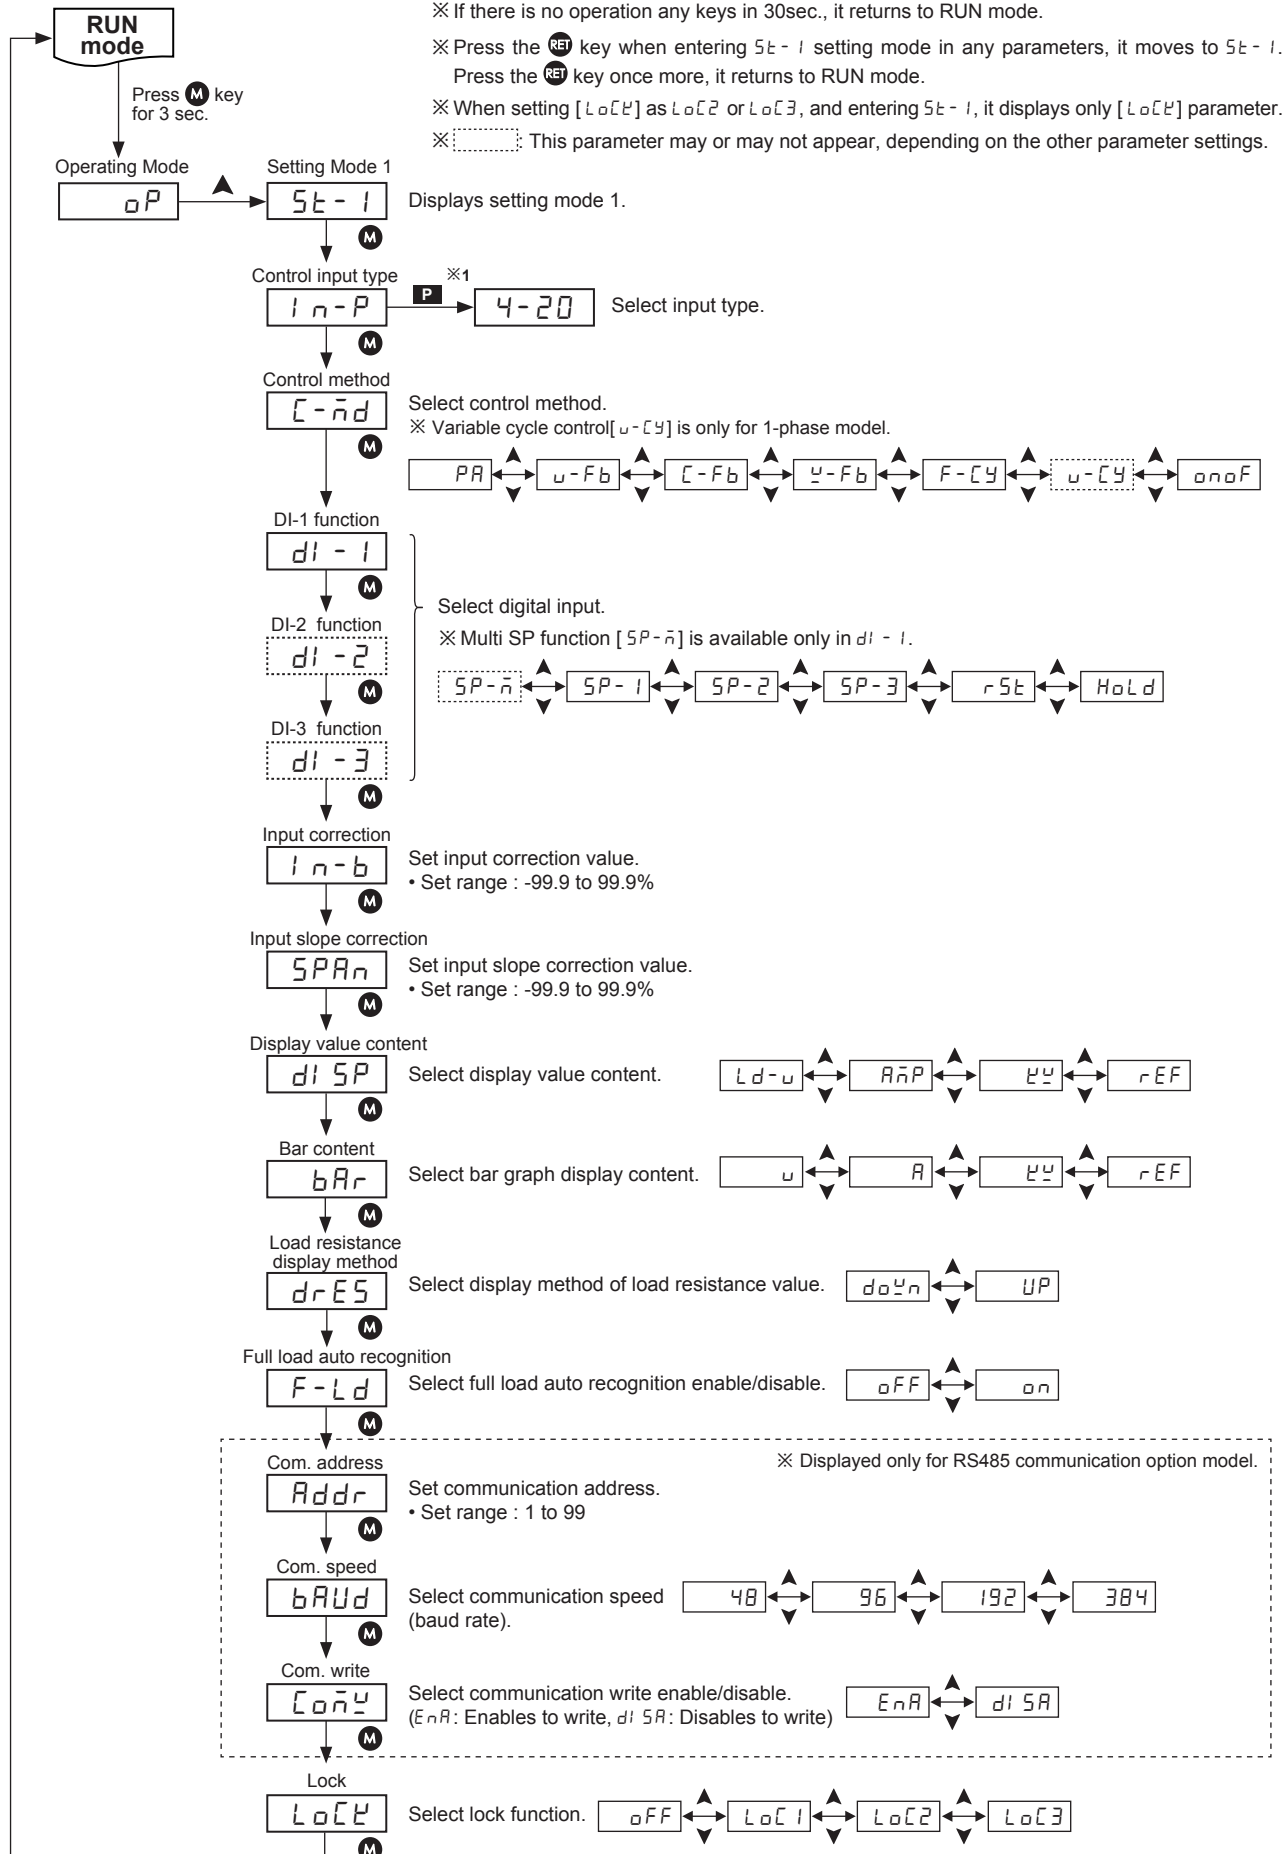 RUN
mode
※ If there is no operation any keys in 30sec., it returns to RUN mode.
※ Press the RET key when entering St-1 setting mode in any parameters, it moves to St-1.
Press the RET key once more, it returns to RUN mode.
※ When setting [LoCK] as LoC2 or LoC3, and entering St-1, it displays only [LoCK] parameter.
※ : This parameter may or may not appear, depending on the other parameter settings.
Press M key
for 3 sec.
Operating Mode
oP
Setting Mode 1
St-1
Displays setting mode 1.
M
Control input type
In-P
P
※1
4-20
Select input type.
M
Control method
C-md
Select control method.
※ Variable cycle control[u-CY] is only for 1-phase model.
M
PA u-Fb C-Fb W-Fb F-CY u-CY onoF
DI-1 function
dI-1
M
DI-2 function
dI-2
M
DI-3 function
dI-3
M
Select digital input.
※ Multi SP function [SP-m] is available only in dI-1.
SP-m SP-1 SP-2 SP-3 rSt HoLd
Input correction
In-b
Set input correction value.
• Set range : -99.9 to 99.9%
M
Input slope correction
SPAn
Set input slope correction value.
• Set range : -99.9 to 99.9%
M
Display value content
dISP
Select display value content.
Ld-u AmP KW rEF
M
Bar content
bAr
Select bar graph display content.
u A KW rEF
M
Load resistance
display method
drES
Select display method of load resistance value.
doWn UP
M
Full load auto recognition
F-Ld
Select full load auto recognition enable/disable.
oFF on
M
※ Displayed only for RS485 communication option model.
Com. address
Addr
Set communication address.
• Set range : 1 to 99
M
Com. speed
bAUd
Select communication speed
(baud rate).
48 96 192 384
M
Com. write
ComW
Select communication write enable/disable.
(EnA: Enables to write, dISA: Disables to write)
EnA dISA
M
Lock
LoCK
Select lock function.
oFF LoC1 LoC2 LoC3
M